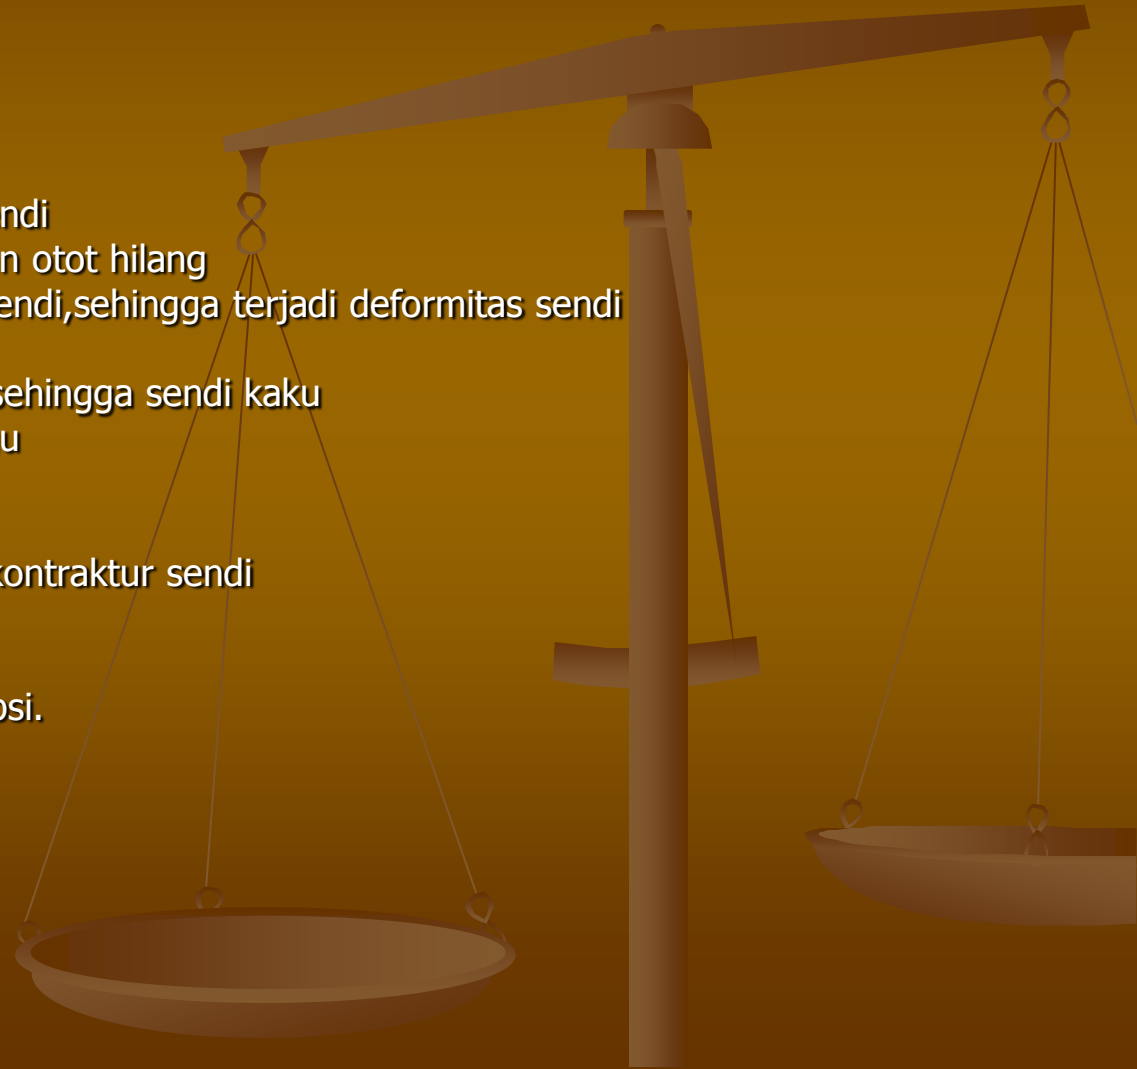 ndi
n otot hilang
endi,sehingga terjadi deformitas sendi
sehingga sendi kaku
u
kontraktur sendi
osi.